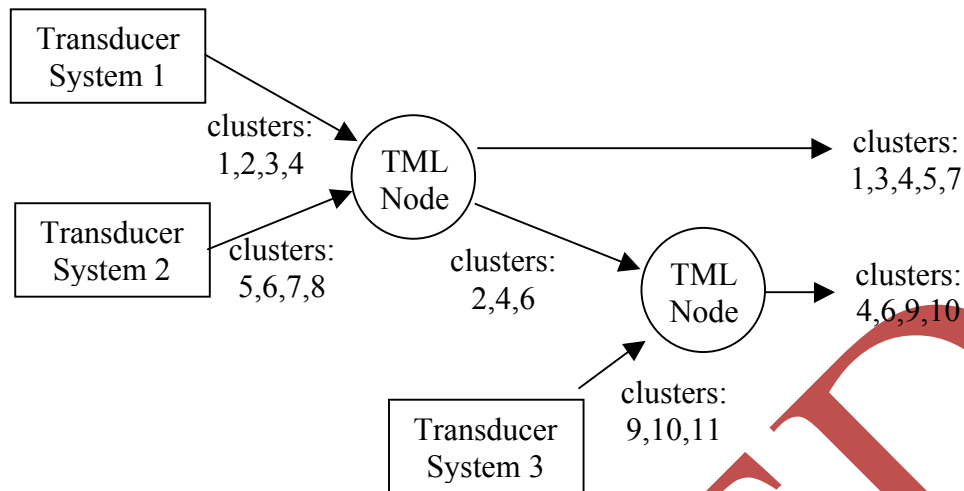 Transducer
System 1
clusters:
1,2,3,4
TML
Node
clusters:
1,3,4,5,7
Transducer
System 2
clusters:
5,6,7,8
clusters:
2,4,6
TML
Node
clusters:
4,6,9,10
clusters:
9,10,11
Transducer
System 3